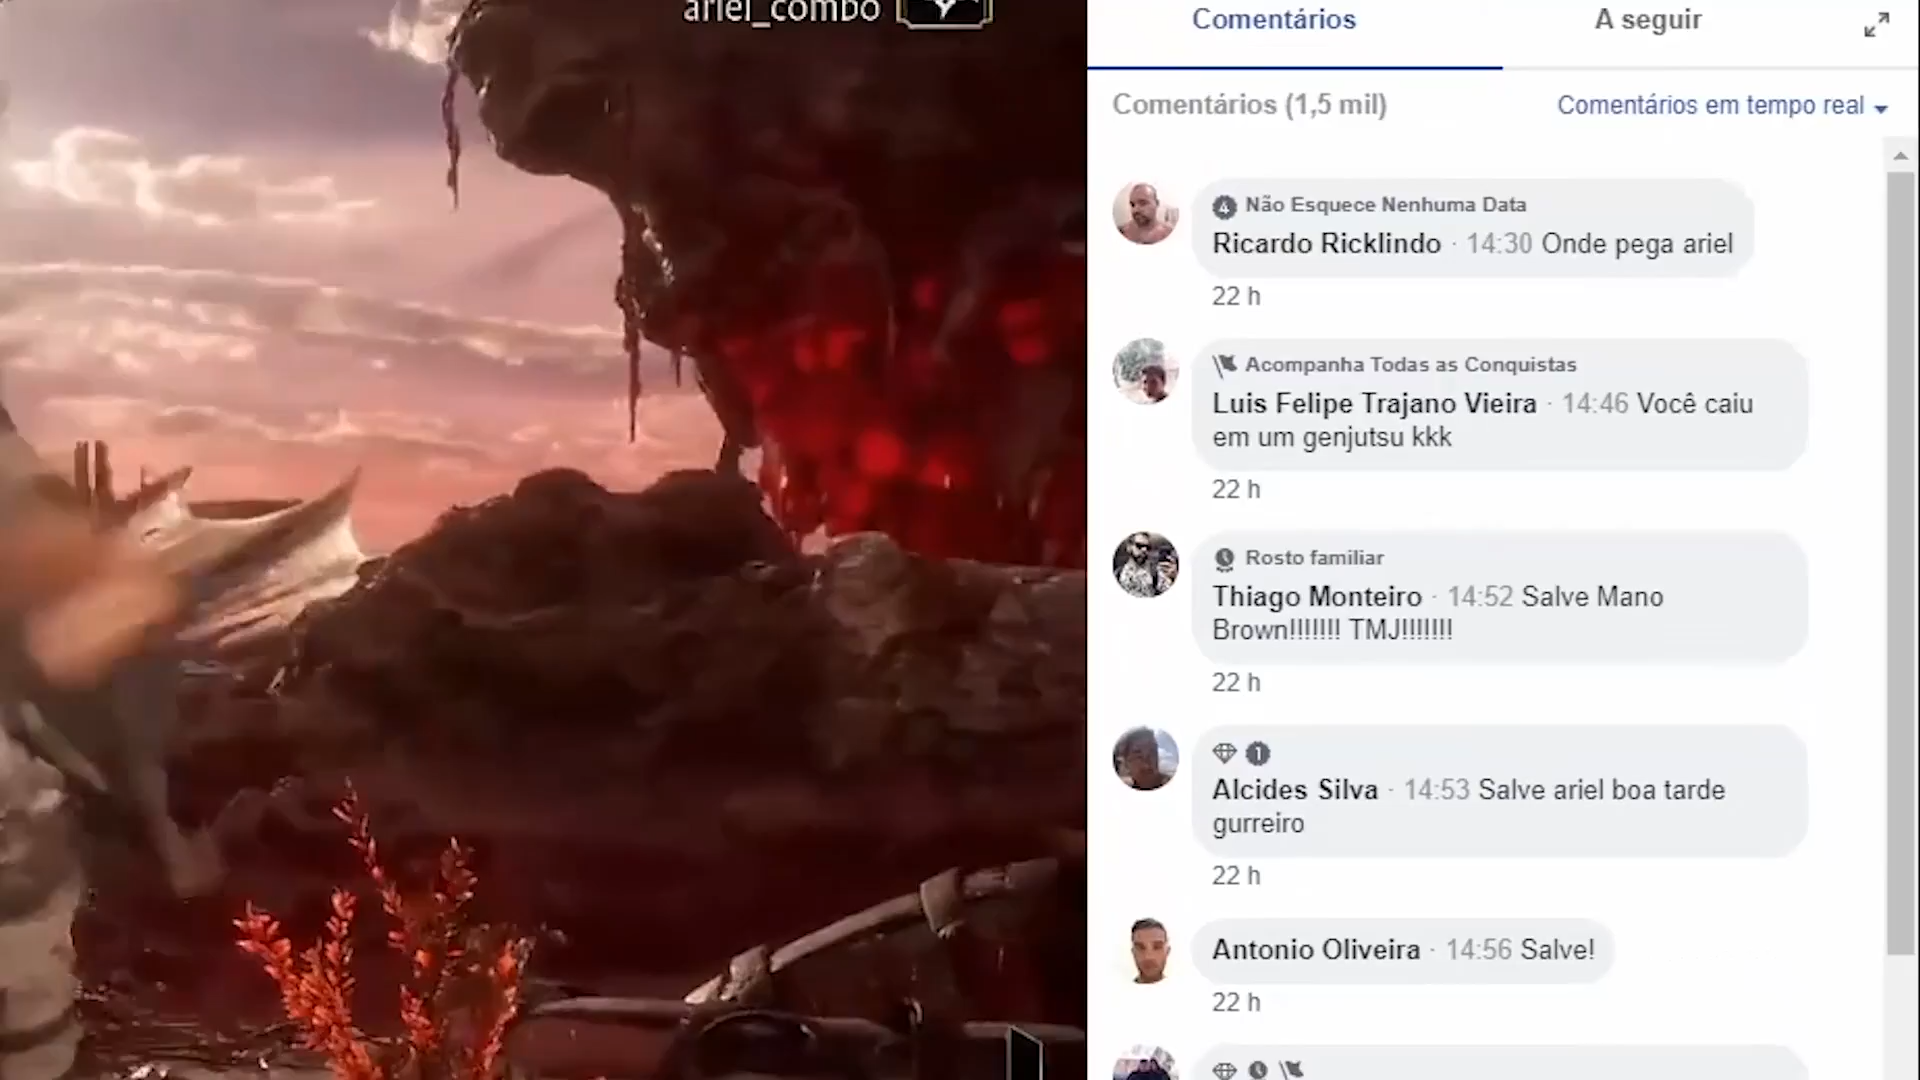 ariel_combo
Comentários
A seguir
Comentários (1,5 mil)
Comentários em tempo real
4 Não Esquece Nenhuma Data
Ricardo Ricklindo · 14:30 Onde pega ariel
22 h
Acompanha Todas as Conquistas
Luis Felipe Trajano Vieira · 14:46 Você caiu
em um genjutsu kkk
22 h
Rosto familiar
Thiago Monteiro · 14:52 Salve Mano
Brown!!!!!!! TMJ!!!!!!!
22 h
1
Alcides Silva · 14:53 Salve ariel boa tarde
gurreiro
22 h
Antonio Oliveira · 14:56 Salve!
22 h